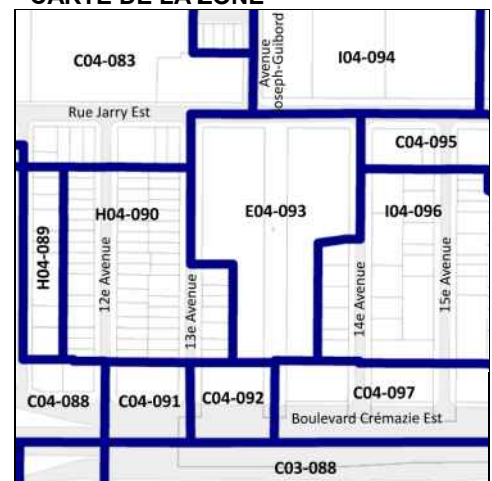 CARTE DE LA ZONE
C04-083
Avenue
Joseph-Guibord
I04-094
Rue Jarry Est
C04-095
H04-090
E04-093
I04-096
H04-089
12e Avenue
13e Avenue
14e Avenue
15e Avenue
C04-088
C04-091
C04-092
C04-097
Boulevard Crémazie Est
C03-088